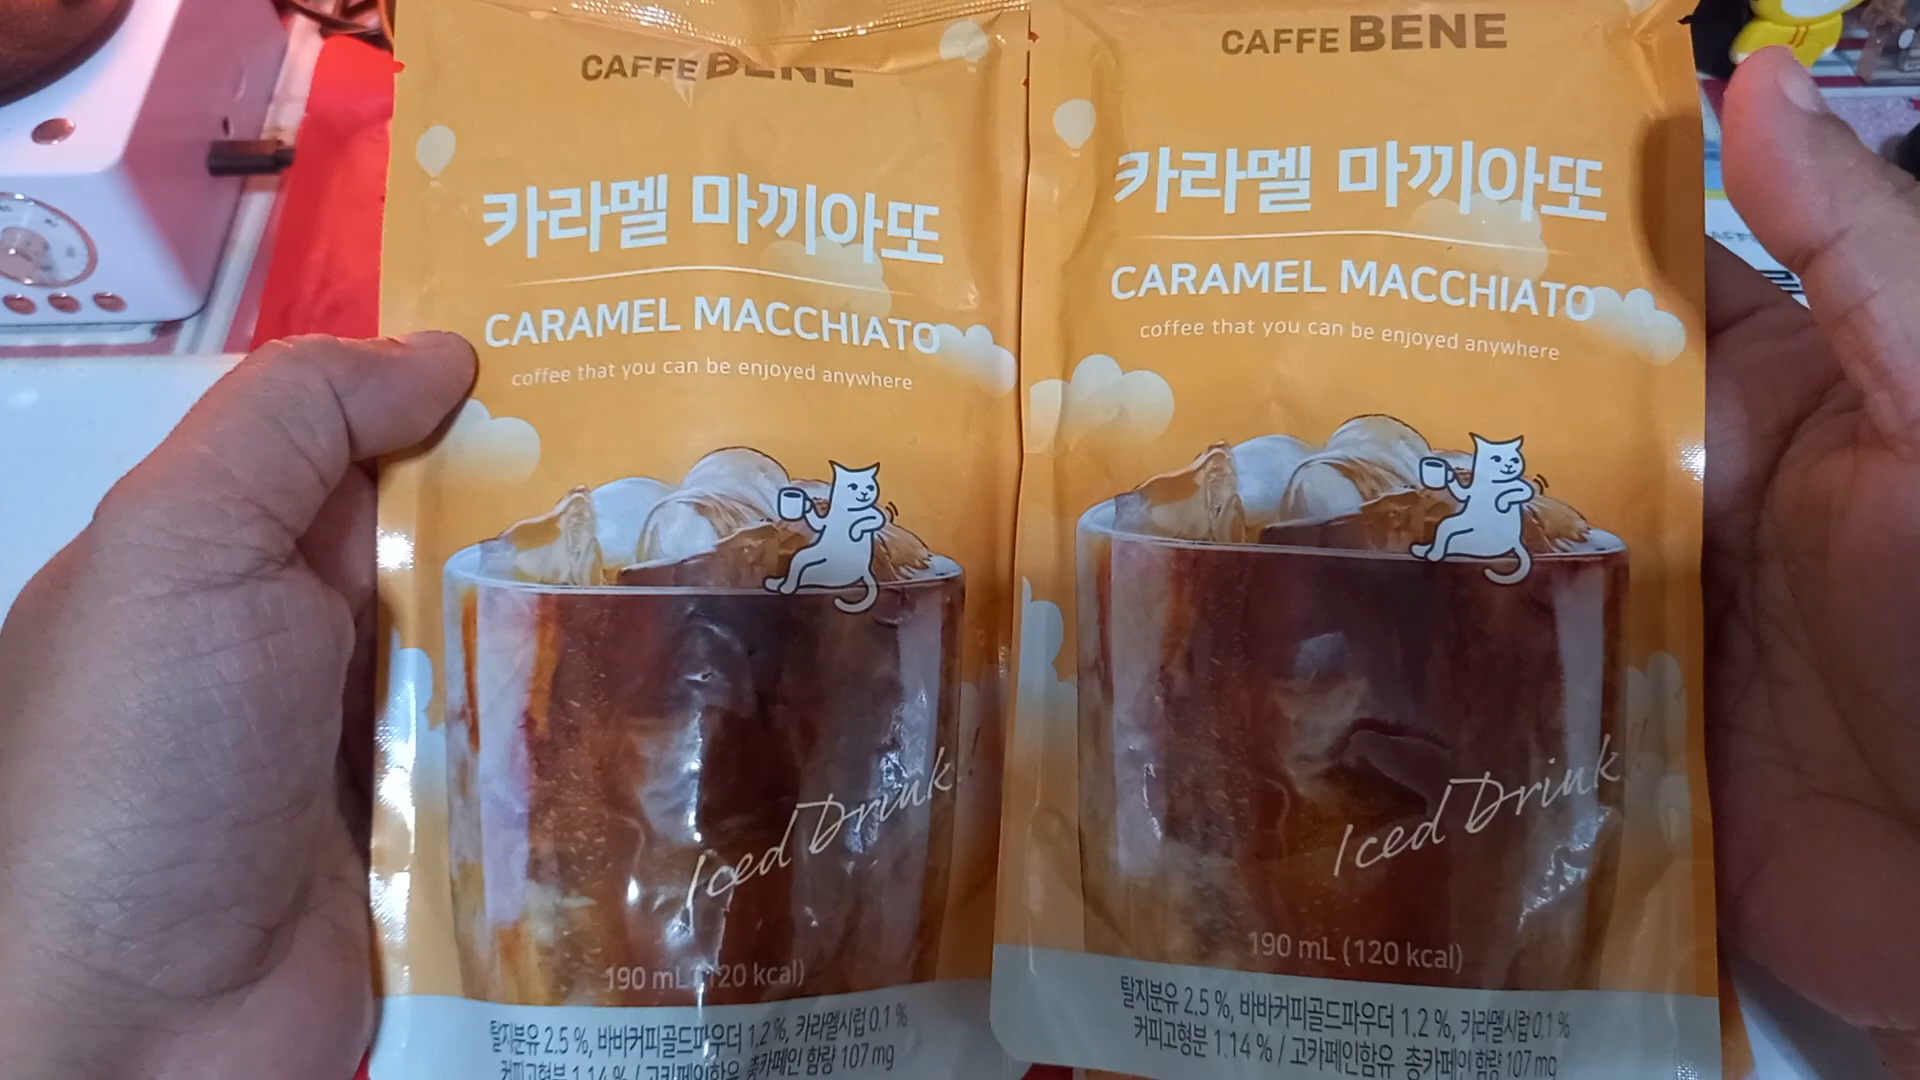 CAFFE BENE
카라멜 마끼아또
CARAMEL MACCHIATO
coffee that you can be enjoyed anywhere
Iced Drink
190 mL (120 kcal)
탈지분유 2.5 %, 바바커피골드파우더 1.2 %, 카라멜시럽 0.1 %
커피고형분 1.14 % / 고카페인함유 총카페인 함량 107 mg
CAFFE BENE
카라멜 마끼아또
CARAMEL MACCHIATO
coffee that you can be enjoyed anywhere
Iced Drink
190 mL (120 kcal)
탈지분유 2.5 %, 바바커피골드파우더 1.2 %, 카라멜시럽 0.1 %
커피고형분 1.14 % / 고카페인함유 총카페인 함량 107 mg